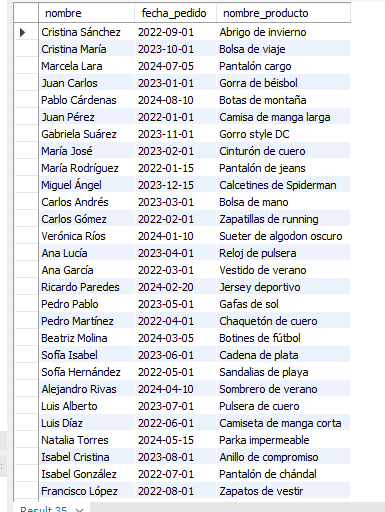 nombre fecha_pedido nombre_producto
Cristina Sánchez 2022-09-01 Abrigo de invierno
Cristina María 2023-10-01 Bolsa de viaje
Marcela Lara 2024-07-05 Pantalón cargo
Juan Carlos 2023-01-01 Gorra de béisbol
Pablo Cárdenas 2024-08-10 Botas de montaña
Juan Pérez 2022-01-01 Camisa de manga larga
Gabriela Suárez 2023-11-01 Gorro style DC
María José 2023-02-01 Cinturón de cuero
María Rodríguez 2022-01-15 Pantalón de jeans
Miguel Ángel 2023-12-15 Calcetines de Spiderman
Carlos Andrés 2023-03-01 Bolsa de mano
Carlos Gómez 2022-02-01 Zapatillas de running
Verónica Ríos 2024-01-10 Sueter de algodon oscuro
Ana Lucía 2023-04-01 Reloj de pulsera
Ana García 2022-03-01 Vestido de verano
Ricardo Paredes 2024-02-20 Jersey deportivo
Pedro Pablo 2023-05-01 Gafas de sol
Pedro Martínez 2022-04-01 Chaquetón de cuero
Beatriz Molina 2024-03-05 Botines de fútbol
Sofía Isabel 2023-06-01 Cadena de plata
Sofía Hernández 2022-05-01 Sandalias de playa
Alejandro Rivas 2024-04-10 Sombrero de verano
Luis Alberto 2023-07-01 Pulsera de cuero
Luis Díaz 2022-06-01 Camiseta de manga corta
Natalia Torres 2024-05-15 Parka impermeable
Isabel Cristina 2023-08-01 Anillo de compromiso
Isabel González 2022-07-01 Pantalón de chándal
Francisco López 2022-08-01 Zapatos de vestir
Result 35